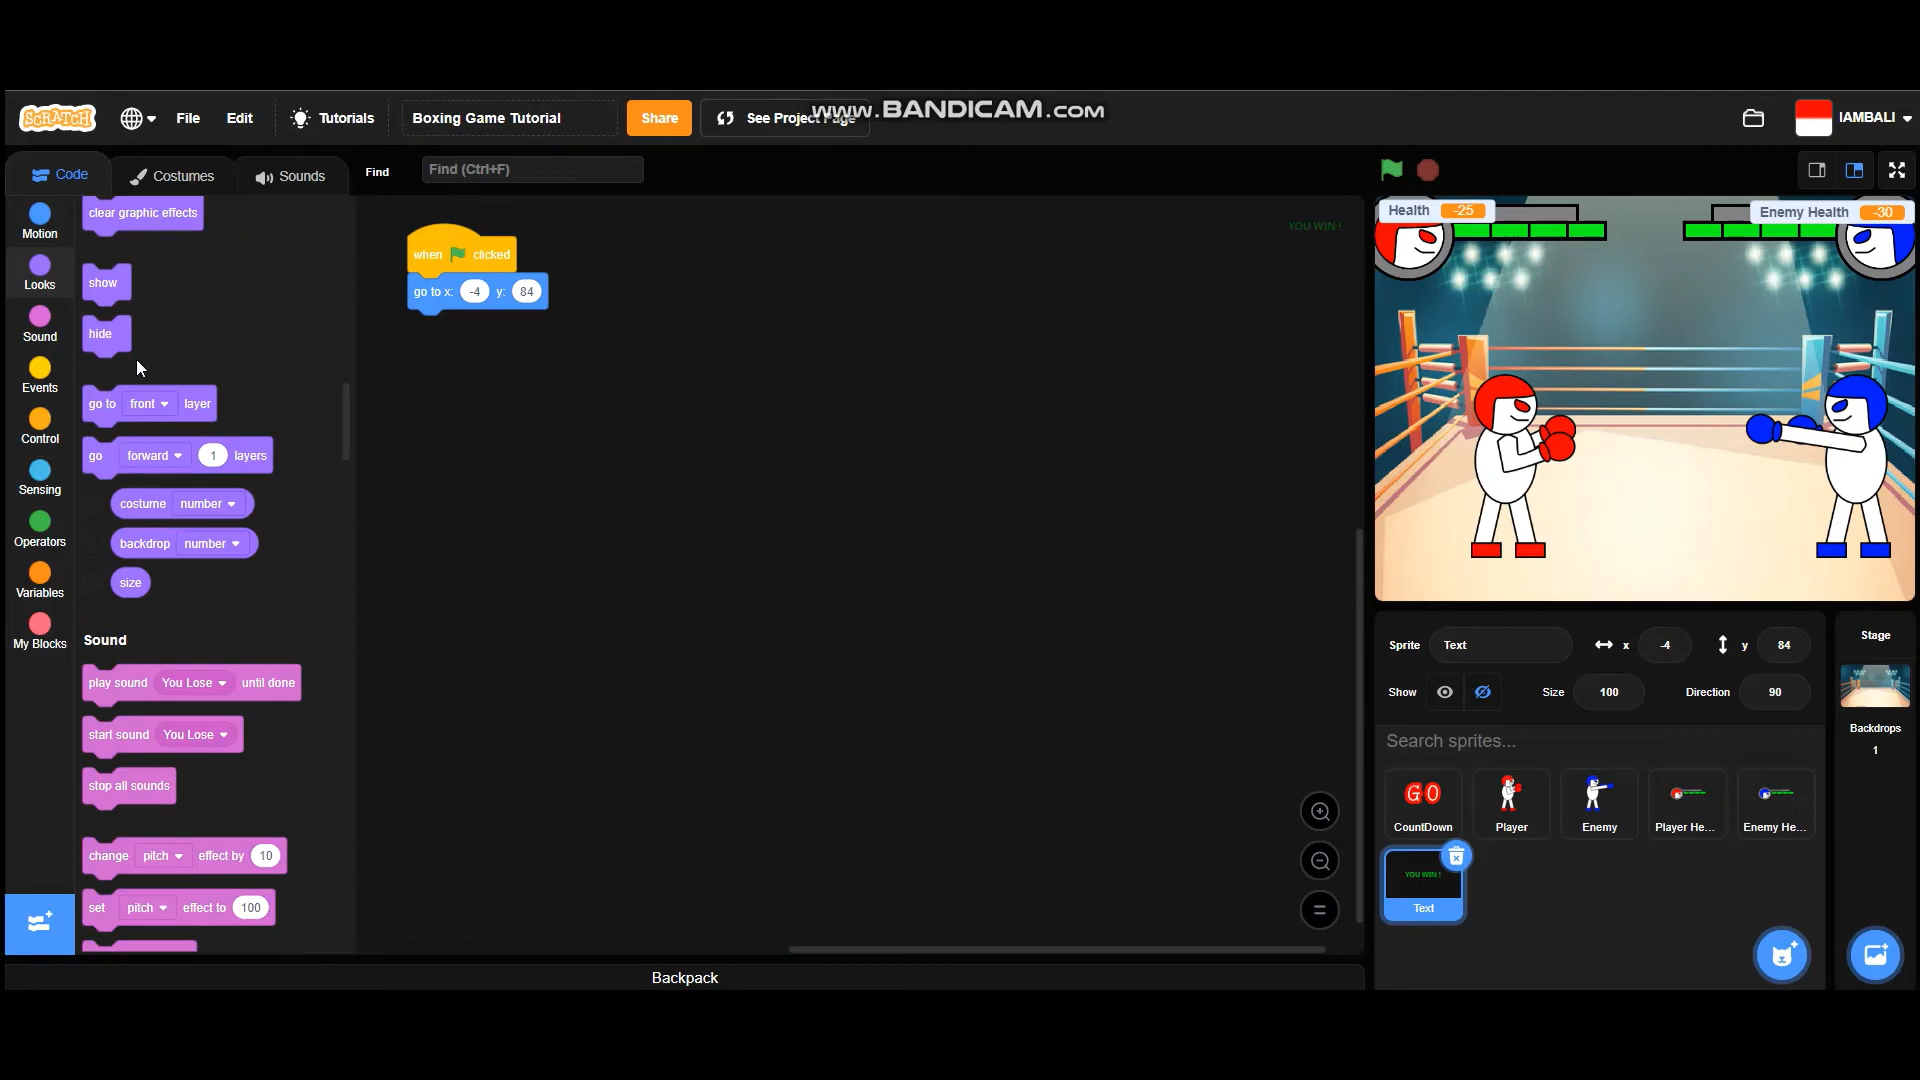 www.BANDICAM.com
SCRATCH
File
Edit
Tutorials
Boxing Game Tutorial
Share
See Project Page
IAMBALI
Code
Costumes
Sounds
Find
Find (Ctrl+F)
Motion
Looks
Sound
Events
Control
Sensing
Operators
Variables
My Blocks
clear graphic effects
show
hide
go to front layer
go forward 1 layers
costume number
backdrop number
size
Sound
play sound You Lose until done
start sound You Lose
stop all sounds
change pitch effect by 10
set pitch effect to 100
when clicked
go to x: -4 y: 84
YOU WIN !
Health -25
Enemy Health -30
Sprite Text x -4 y 84
Show Size 100 Direction 90
Search sprites...
CountDown
GO
Player
Enemy
Player He...
Enemy He...
YOU WIN !
Text
Stage
Backdrops
1
Backpack